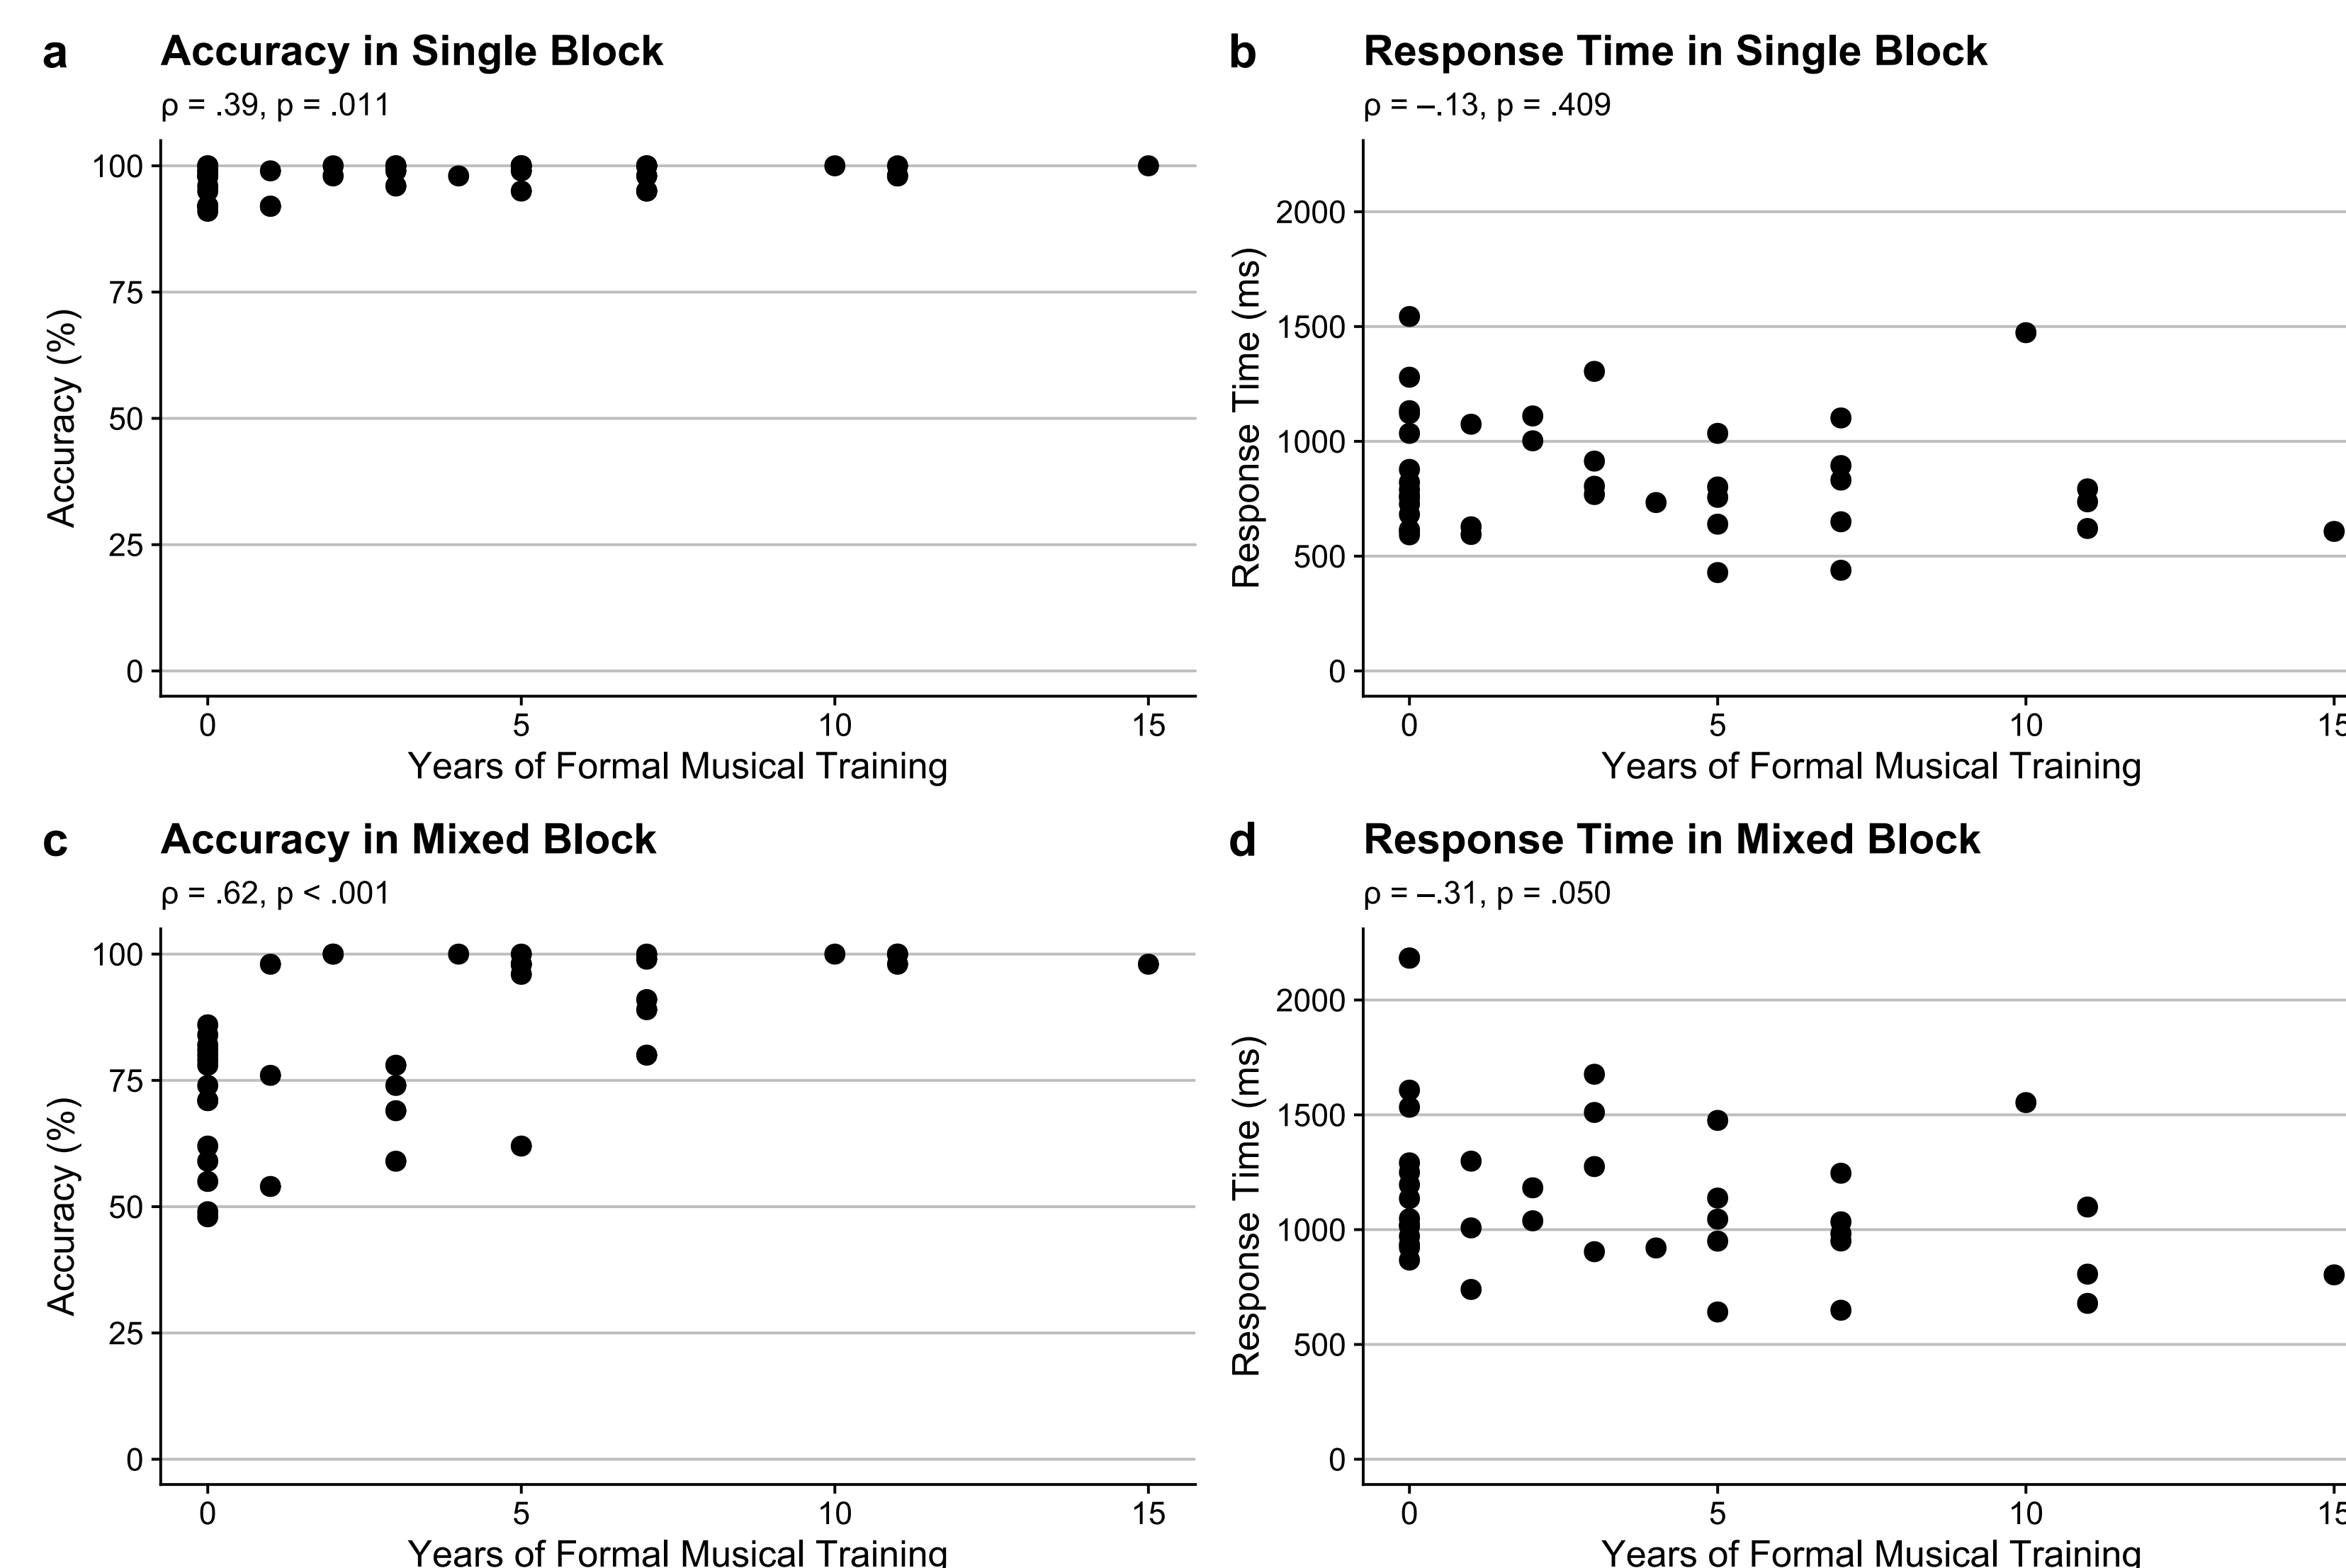 a Accuracy in Single Block
ρ = .39, p = .011
100
75
50
25
0
Accuracy (%)
0 5 10 15
Years of Formal Musical Training
b Response Time in Single Block
ρ = –.13, p = .409
2000
1500
1000
500
0
Response Time (ms)
0 5 10 15
Years of Formal Musical Training
c Accuracy in Mixed Block
ρ = .62, p < .001
100
75
50
25
0
Accuracy (%)
0 5 10 15
Years of Formal Musical Training
d Response Time in Mixed Block
ρ = –.31, p = .050
2000
1500
1000
500
0
Response Time (ms)
0 5 10 15
Years of Formal Musical Training